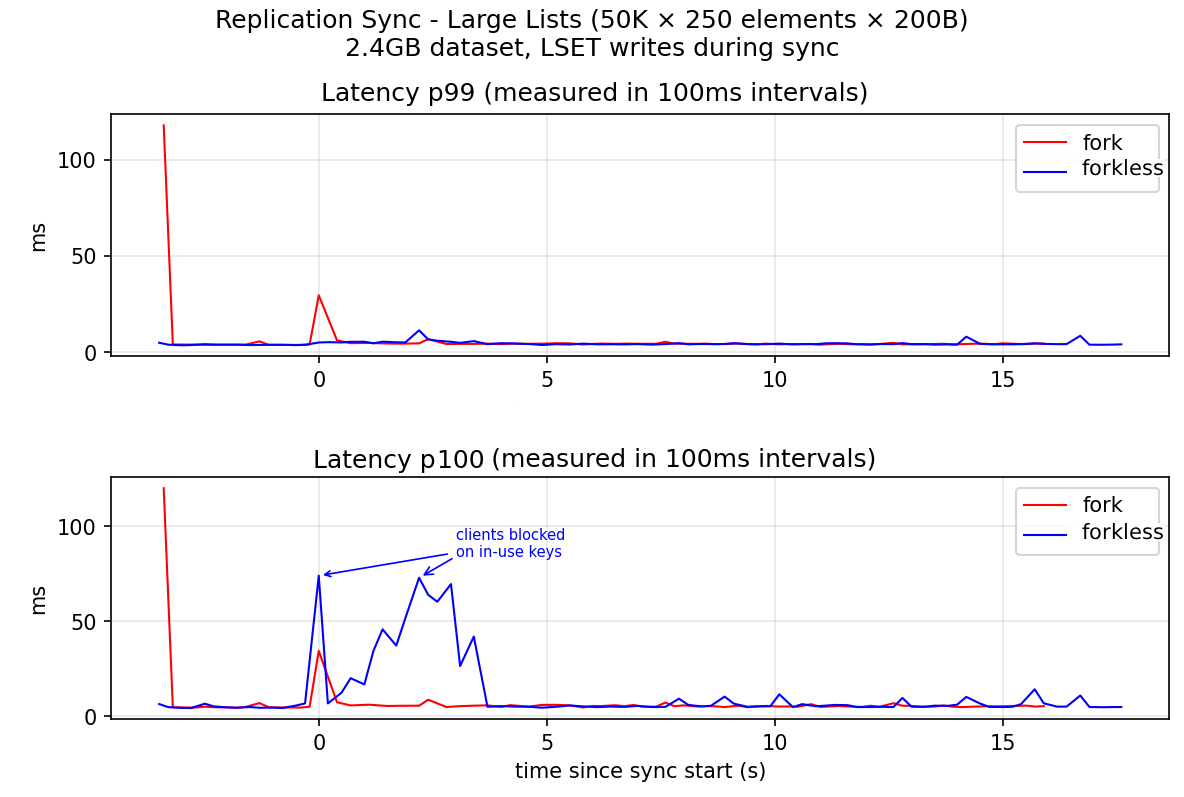 Replication Sync - Large Lists (50K × 250 elements × 200B)
2.4GB dataset, LSET writes during sync
Latency p99 (measured in 100ms intervals)
fork
forkless
ms
100
50
0
0
5
10
15
Latency p100 (measured in 100ms intervals)
fork
forkless
clients blocked
on in-use keys
ms
100
50
0
0
5
10
15
time since sync start (s)